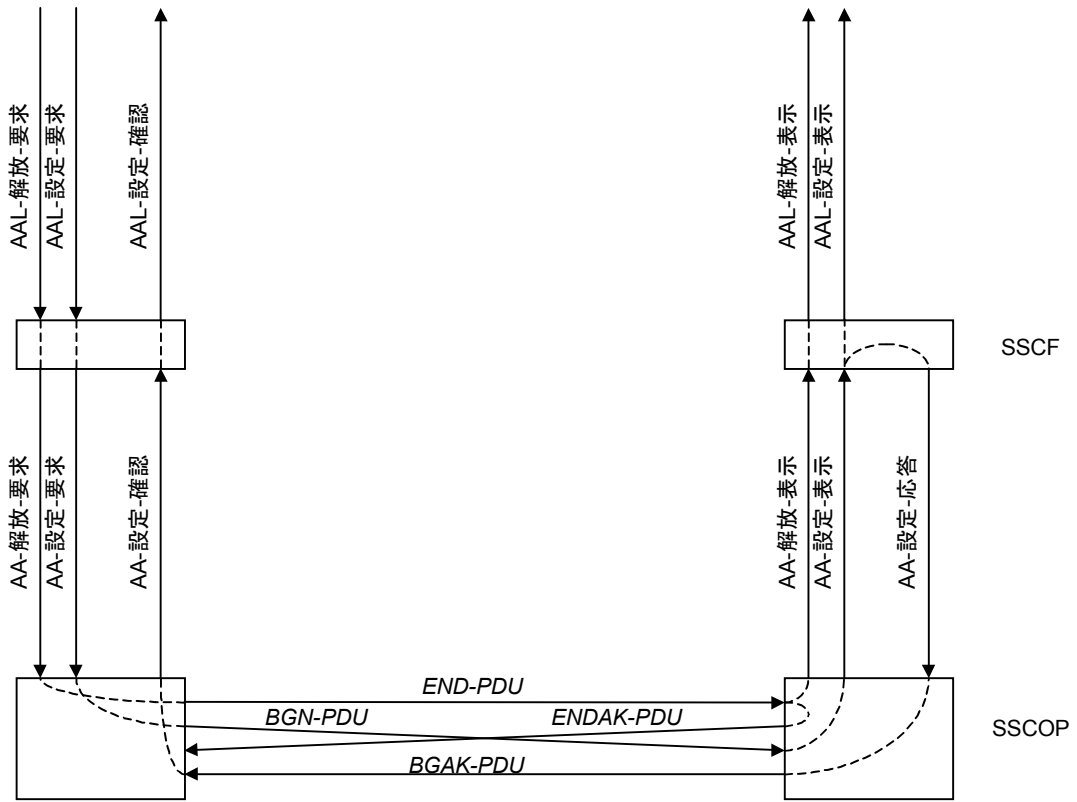 AAL-解放-要求
AAL-設定-要求
AAL-設定-確認
AAL-解放-表示
AAL-設定-表示
SSCF
AA-解放-要求
AA-設定-要求
AA-設定-確認
AA-解放-表示
AA-設定-表示
AA-設定-応答
END-PDU
BGN-PDU
ENDAK-PDU
SSCOP
BGAK-PDU